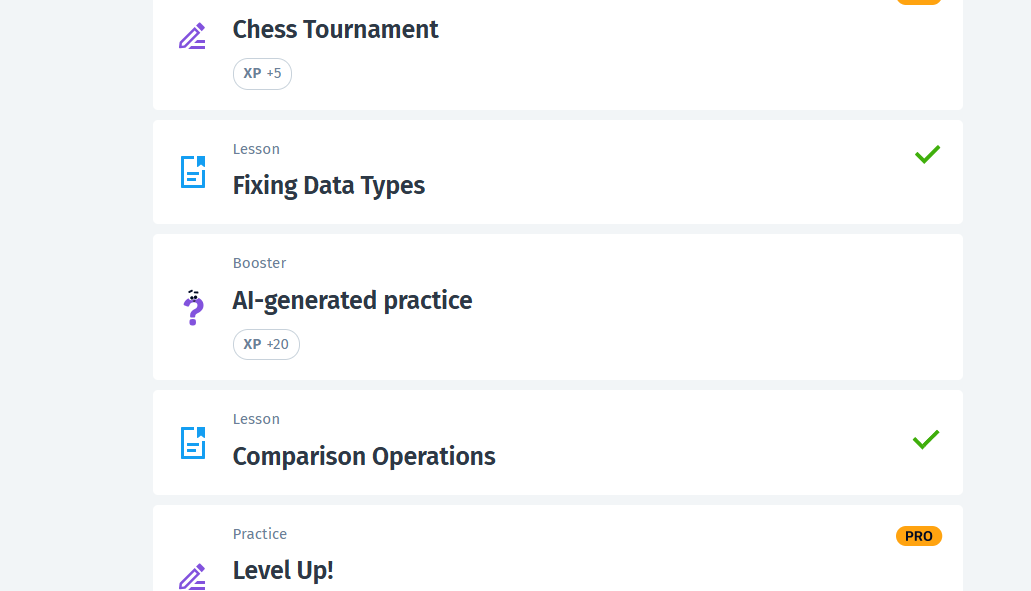 Chess Tournament
XP +5
Lesson
Fixing Data Types
Booster
AI-generated practice
XP +20
Lesson
Comparison Operations
Practice
PRO
Level Up!